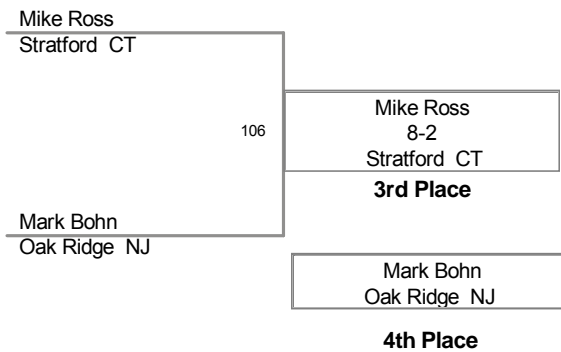 Mike Ross
Stratford CT
106
Mike Ross
8-2
Stratford CT
3rd Place
Mark Bohn
Oak Ridge NJ
Mark Bohn
Oak Ridge NJ
4th Place